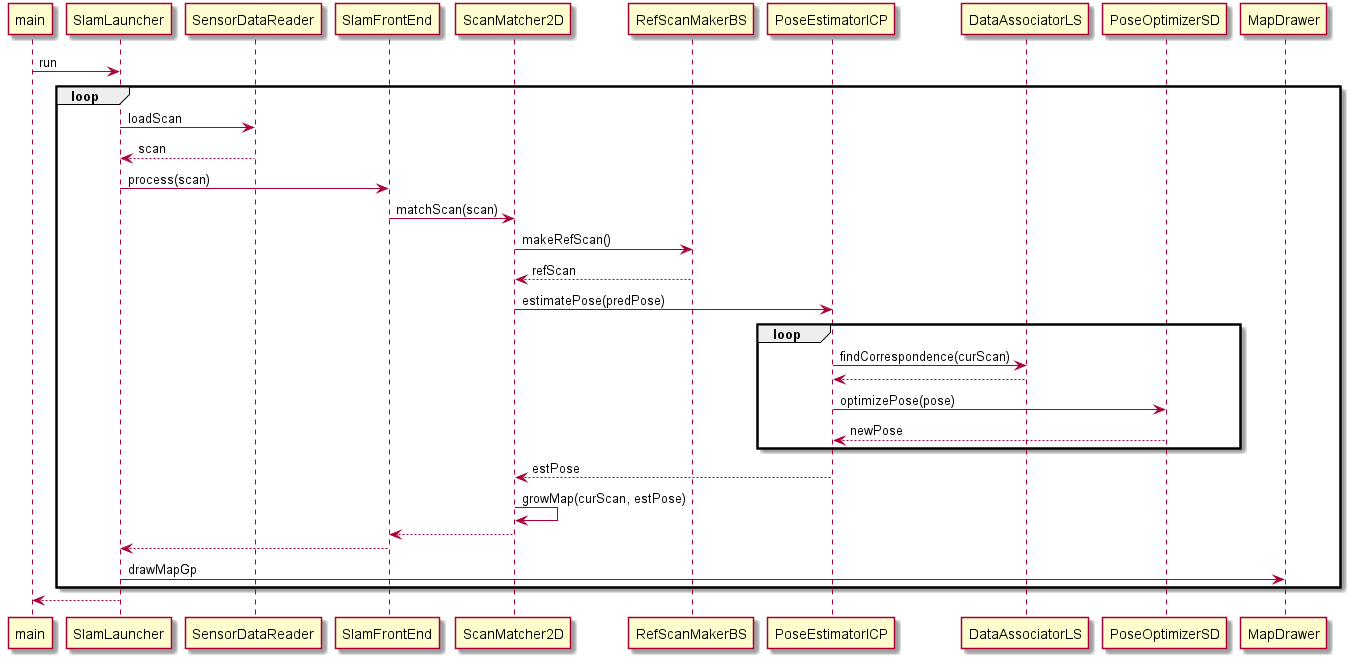 main SlamLauncher SensorDataReader SlamFrontEnd ScanMatcher2D RefScanMakerBS PoseEstimatorICP DataAssociatorLS PoseOptimizerSD MapDrawer
run
loop
loadScan
scan
process(scan)
matchScan(scan)
makeRefScan()
refScan
estimatePose(predPose)
loop
findCorrespondence(curScan)
optimizePose(pose)
newPose
estPose
growMap(curScan, estPose)
drawMapGp
main SlamLauncher SensorDataReader SlamFrontEnd ScanMatcher2D RefScanMakerBS PoseEstimatorICP DataAssociatorLS PoseOptimizerSD MapDrawer